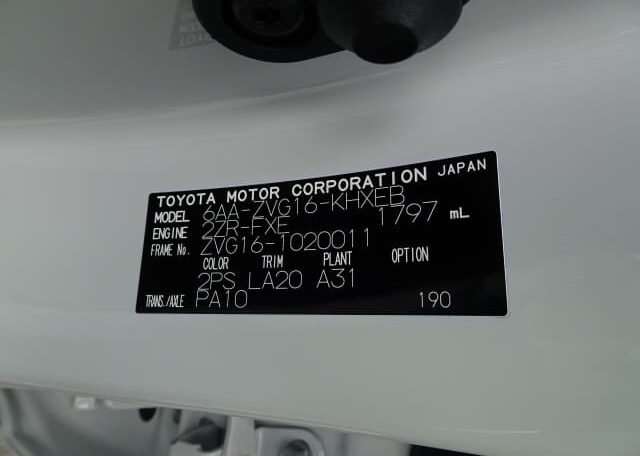 TOYOTA MOTOR CORPORATION JAPAN
MODEL 6AA-ZVG16-KHXEB
ENGINE 2ZR-FXE 1797 mL
FRAME No. ZVG16-1020011
COLOR TRIM PLANT OPTION
2PS LA20 A31
TRANS./AXLE PA10 190